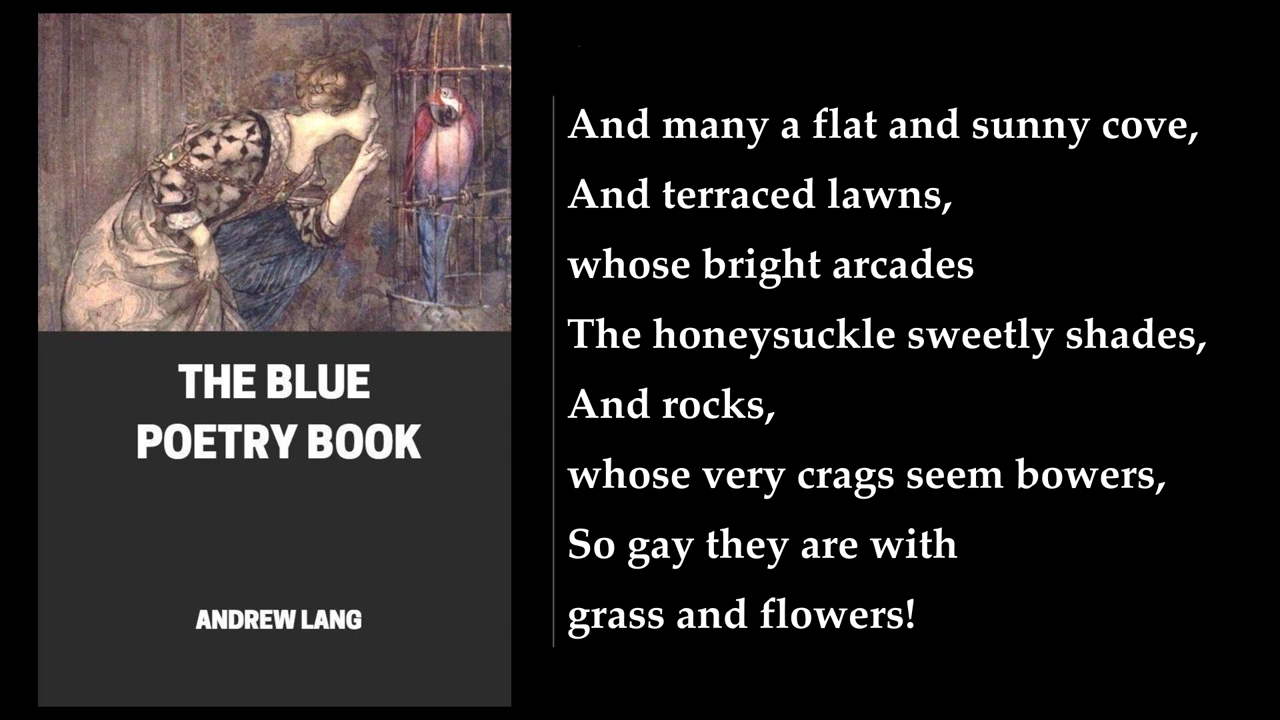 THE BLUE
POETRY BOOK
ANDREW LANG
And many a flat and sunny cove,
And terraced lawns,
whose bright arcades
The honeysuckle sweetly shades,
And rocks,
whose very crags seem bowers,
So gay they are with
grass and flowers!